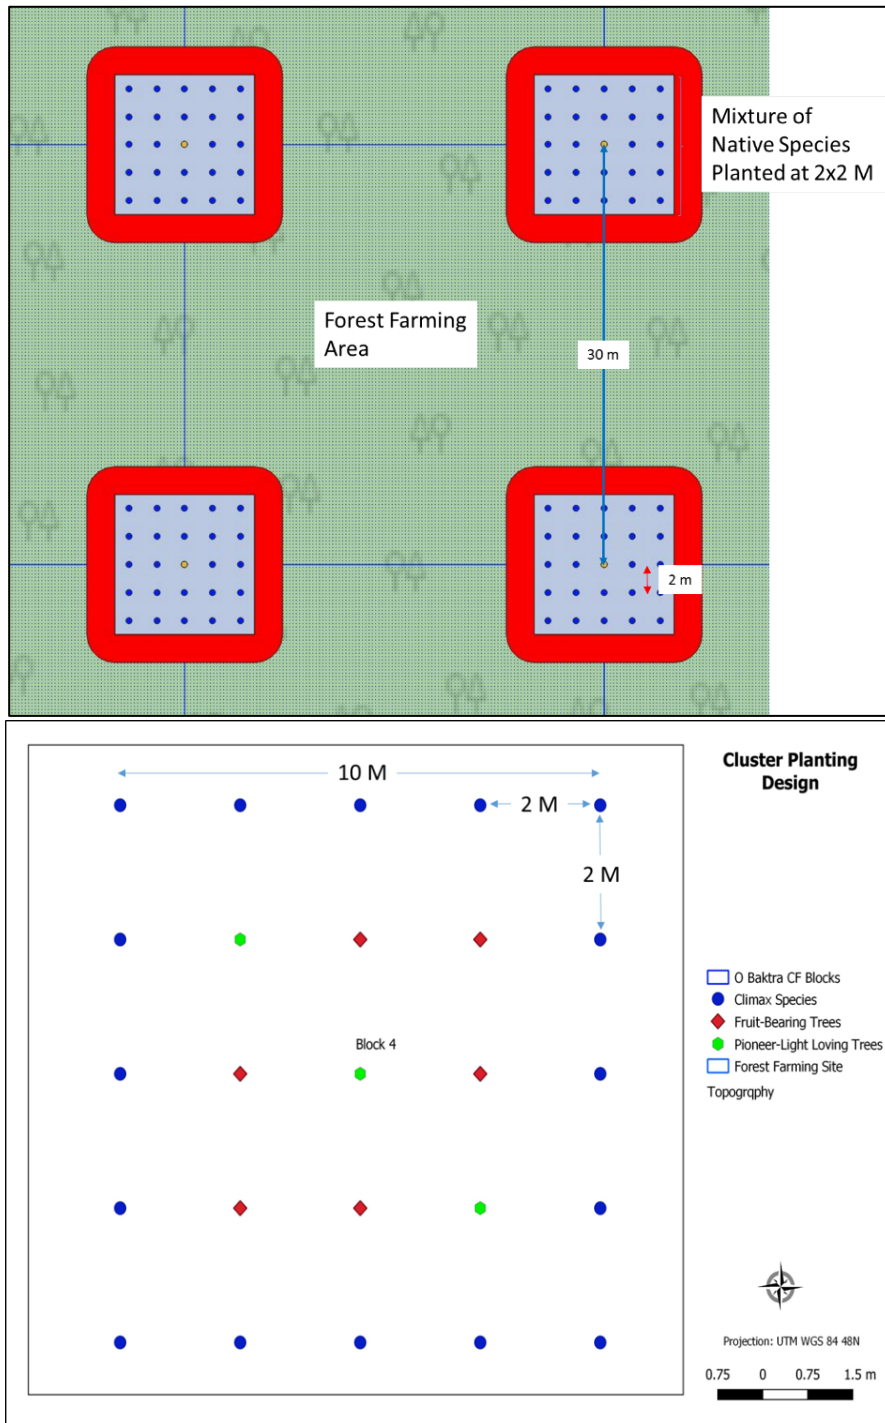 Mixture of
Native Species
Planted at 2x2 M
Forest Farming
Area
30 m
2 m
10 M
2 M
2 M
Block 4
Cluster Planting
Design
O Baktra CF Blocks
Climax Species
Fruit-Bearing Trees
Pioneer-Light Loving Trees
Forest Farming Site
Topogrqphy
Projection: UTM WGS 84 48N
0.75 0 0.75 1.5 m